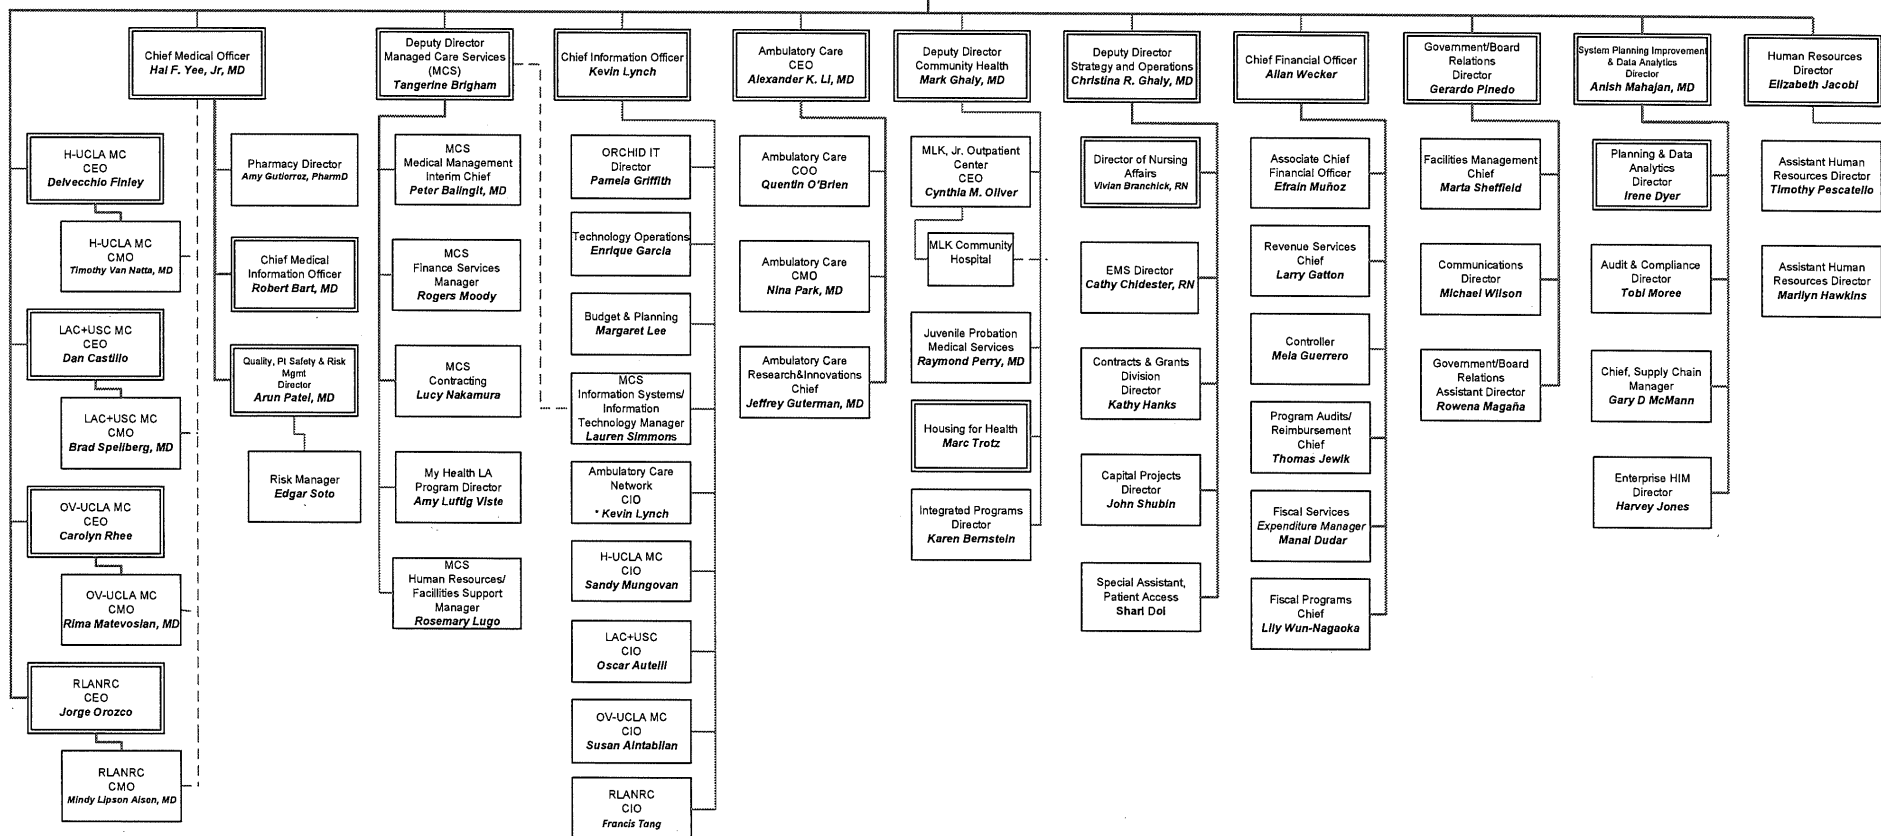 Chief Medical Officer
Hal F. Yee, Jr, MD
H-UCLA MC
CEO
Delvecchio Finley
H-UCLA MC
CMO
Timothy Van Natta, MD
LAC+USC MC
CEO
Dan Castillo
LAC+USC MC
CMO
Brad Spellberg, MD
OV-UCLA MC
CEO
Carolyn Rhee
OV-UCLA MC
CMO
Rima Matevosian, MD
RLANRC
CEO
Jorge Orozco
RLANRC
CMO
Mindy Lipson Aisen, MD
Pharmacy Director
Amy Gutierrez, PharmD
Chief Medical
Information Officer
Robert Bart, MD
Quality, PI Safety & Risk
Mgmt
Director
Arun Patel, MD
Risk Manager
Edgar Soto
Deputy Director
Managed Care Services
(MCS)
Tangerine Brigham
MCS
Medical Management
Interim Chief
Peter Balingit, MD
MCS
Finance Services
Manager
Rogers Moody
MCS
Contracting
Lucy Nakamura
My Health LA
Program Director
Amy Luftig Viste
MCS
Human Resources/
Facilities Support
Manager
Rosemary Lugo
Chief Information Officer
Kevin Lynch
ORCHID IT
Director
Pamela Griffith
Technology Operations
Enrique Garcia
Budget & Planning
Margaret Lee
MCS
Information Systems/
Information
Technology Manager
Lauren Simmons
Ambulatory Care
Network
CIO
* Kevin Lynch
H-UCLA MC
CIO
Sandy Mungovan
LAC+USC
CIO
Oscar Autelli
OV-UCLA MC
CIO
Susan Aintablian
RLANRC
CIO
Francis Tang
Ambulatory Care
CEO
Alexander K. Li, MD
Ambulatory Care
COO
Quentin O'Brien
Ambulatory Care
CMO
Nina Park, MD
Ambulatory Care
Research&Innovations
Chief
Jeffrey Guterman, MD
Deputy Director
Community Health
Mark Ghaly, MD
MLK, Jr. Outpatient
Center
CEO
Cynthia M. Oliver
MLK Community
Hospital
Juvenile Probation
Medical Services
Raymond Perry, MD
Housing for Health
Marc Trotz
Integrated Programs
Director
Karen Bernstein
Deputy Director
Strategy and Operations
Christina R. Ghaly, MD
Director of Nursing
Affairs
Vivian Branchick, RN
EMS Director
Cathy Chidester, RN
Contracts & Grants
Division
Director
Kathy Hanks
Capital Projects
Director
John Shubin
Special Assistant,
Patient Access
Shari Doi
Chief Financial Officer
Allan Wecker
Associate Chief
Financial Officer
Efrain Muñoz
Revenue Services
Chief
Larry Gatton
Controller
Mela Guerrero
Program Audits/
Reimbursement
Chief
Thomas Jewik
Fiscal Services
Expenditure Manager
Manal Dudar
Fiscal Programs
Chief
Lily Wun-Nagaoka
Government/Board
Relations
Director
Gerardo Pinedo
Facilities Management
Chief
Marta Sheffield
Communications
Director
Michael Wilson
Government/Board
Relations
Assistant Director
Rowena Magaña
System Planning Improvement
& Data Analytics
Director
Anish Mahajan, MD
Planning & Data
Analytics
Director
Irene Dyer
Audit & Compliance
Director
Tobi Moree
Chief, Supply Chain
Manager
Gary D McMann
Enterprise HIM
Director
Harvey Jones
Human Resources
Director
Elizabeth Jacobi
Assistant Human
Resources Director
Timothy Pescatello
Assistant Human
Resources Director
Marilyn Hawkins